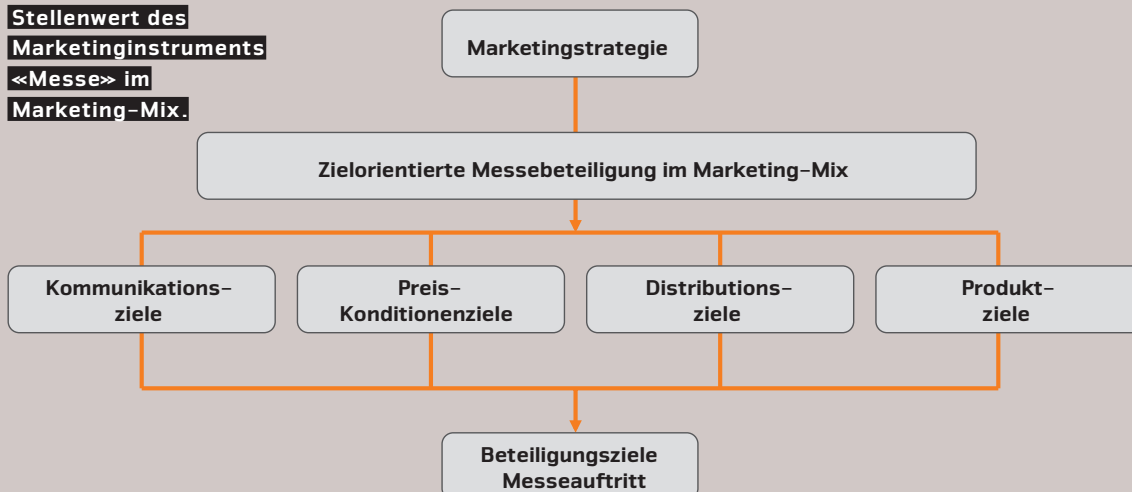 Stellenwert des
Marketinginstruments
«Messe» im
Marketing-Mix.
Marketingstrategie
Zielorientierte Messebeteiligung im Marketing-Mix
Kommunikations-
ziele
Preis-
Konditionenziele
Distributions-
ziele
Produkt-
ziele
Beteiligungsziele
Messeauftritt